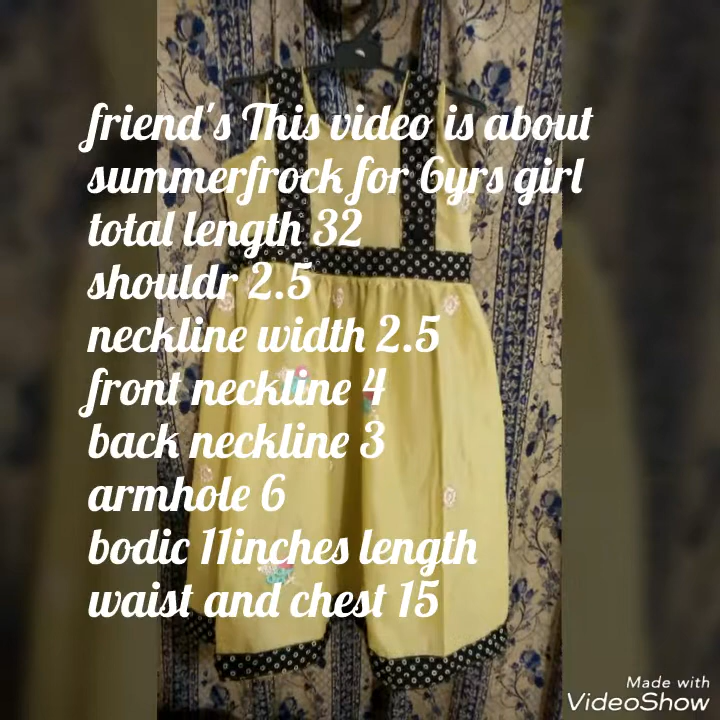 friend's This video is about
summerfrock for 6yrs girl
total length 32
shouldr 2.5
neckline width 2.5
front neckline 4
back neckline 3
armhole 6
bodic 11inches length
waist and chest 15
Made with
VideoShow